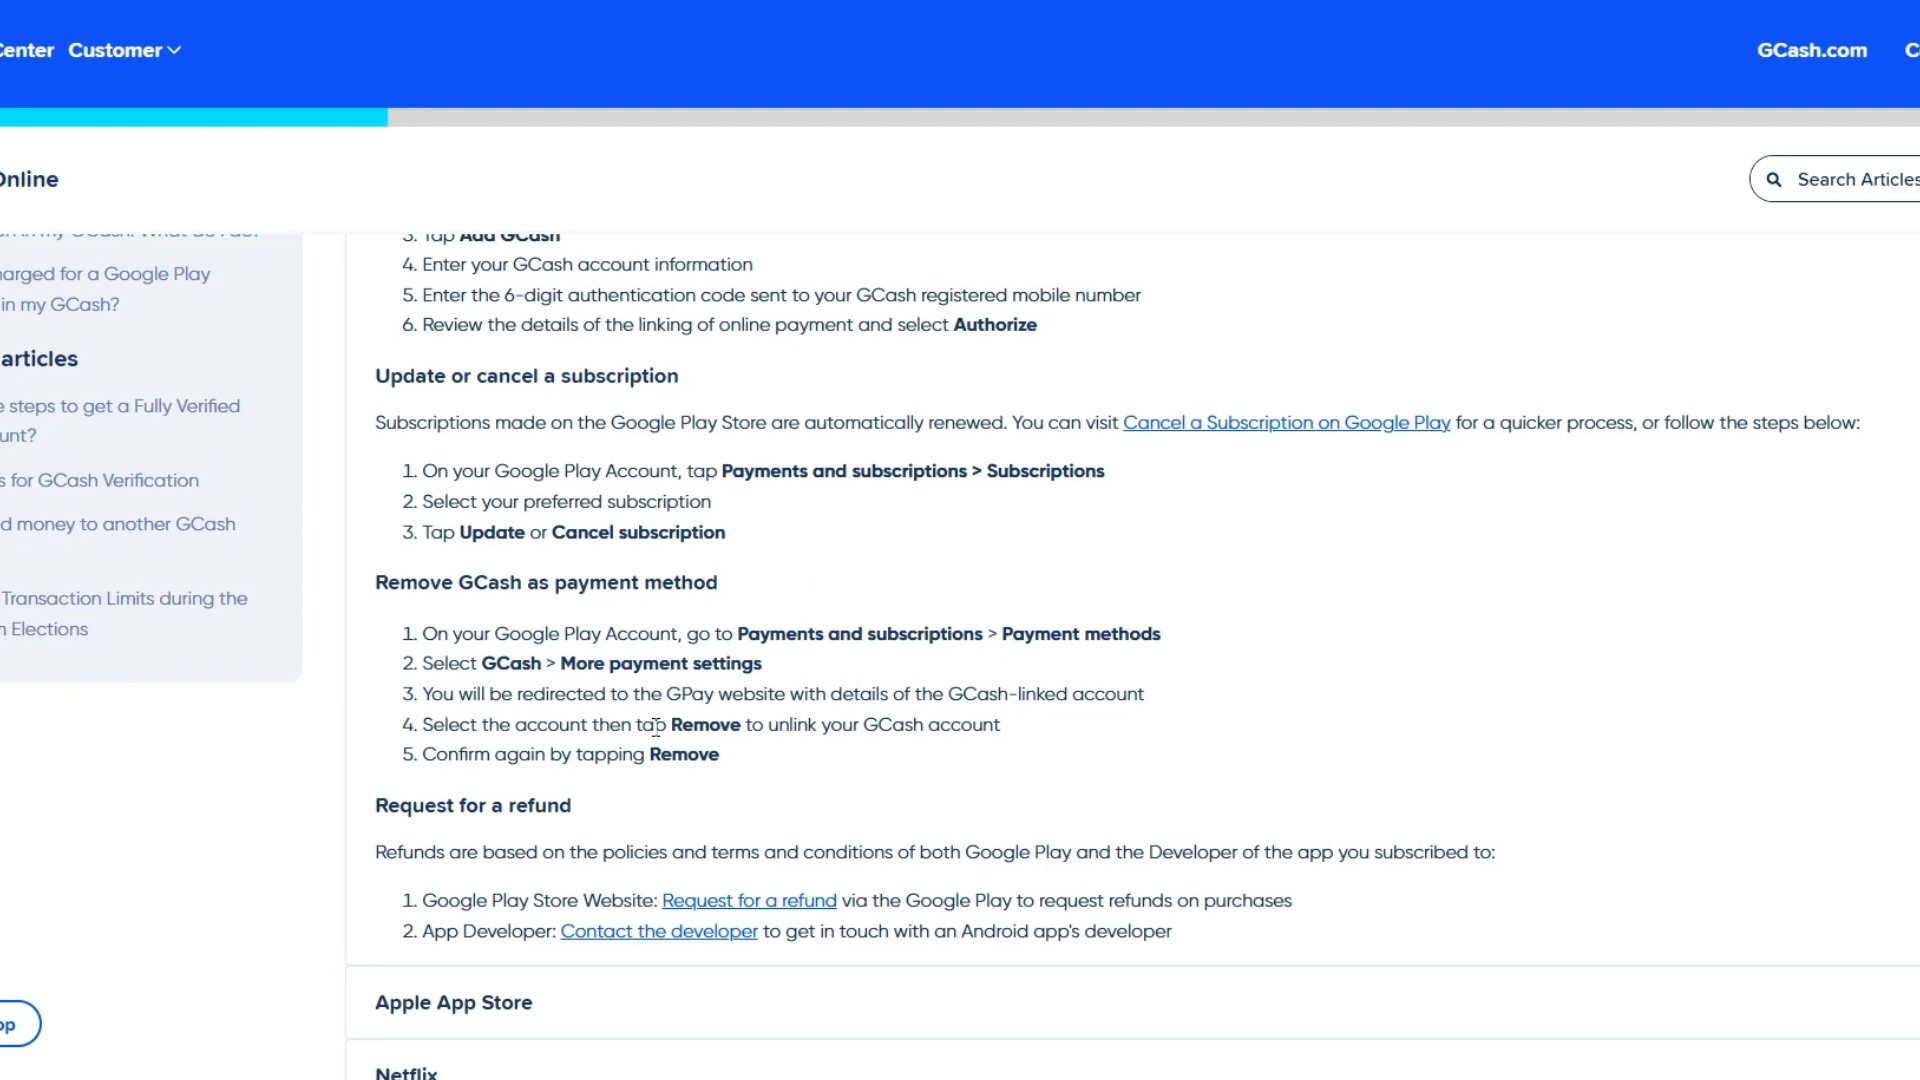 Center Customer
GCash.com
Online
Search Articles
3. Tap Add GCash
harged for a Google Play
in my GCash?
articles
e steps to get a Fully Verified
unt?
s for GCash Verification
d money to another GCash
Transaction Limits during the
n Elections
op
4. Enter your GCash account information
5. Enter the 6-digit authentication code sent to your GCash registered mobile number
6. Review the details of the linking of online payment and select Authorize
Update or cancel a subscription
Subscriptions made on the Google Play Store are automatically renewed. You can visit Cancel a Subscription on Google Play for a quicker process, or follow the steps below:
1. On your Google Play Account, tap Payments and subscriptions > Subscriptions
2. Select your preferred subscription
3. Tap Update or Cancel subscription
Remove GCash as payment method
1. On your Google Play Account, go to Payments and subscriptions > Payment methods
2. Select GCash > More payment settings
3. You will be redirected to the GPay website with details of the GCash-linked account
4. Select the account then tap Remove to unlink your GCash account
5. Confirm again by tapping Remove
Request for a refund
Refunds are based on the policies and terms and conditions of both Google Play and the Developer of the app you subscribed to:
1. Google Play Store Website: Request for a refund via the Google Play to request refunds on purchases
2. App Developer: Contact the developer to get in touch with an Android app's developer
Apple App Store
Netflix